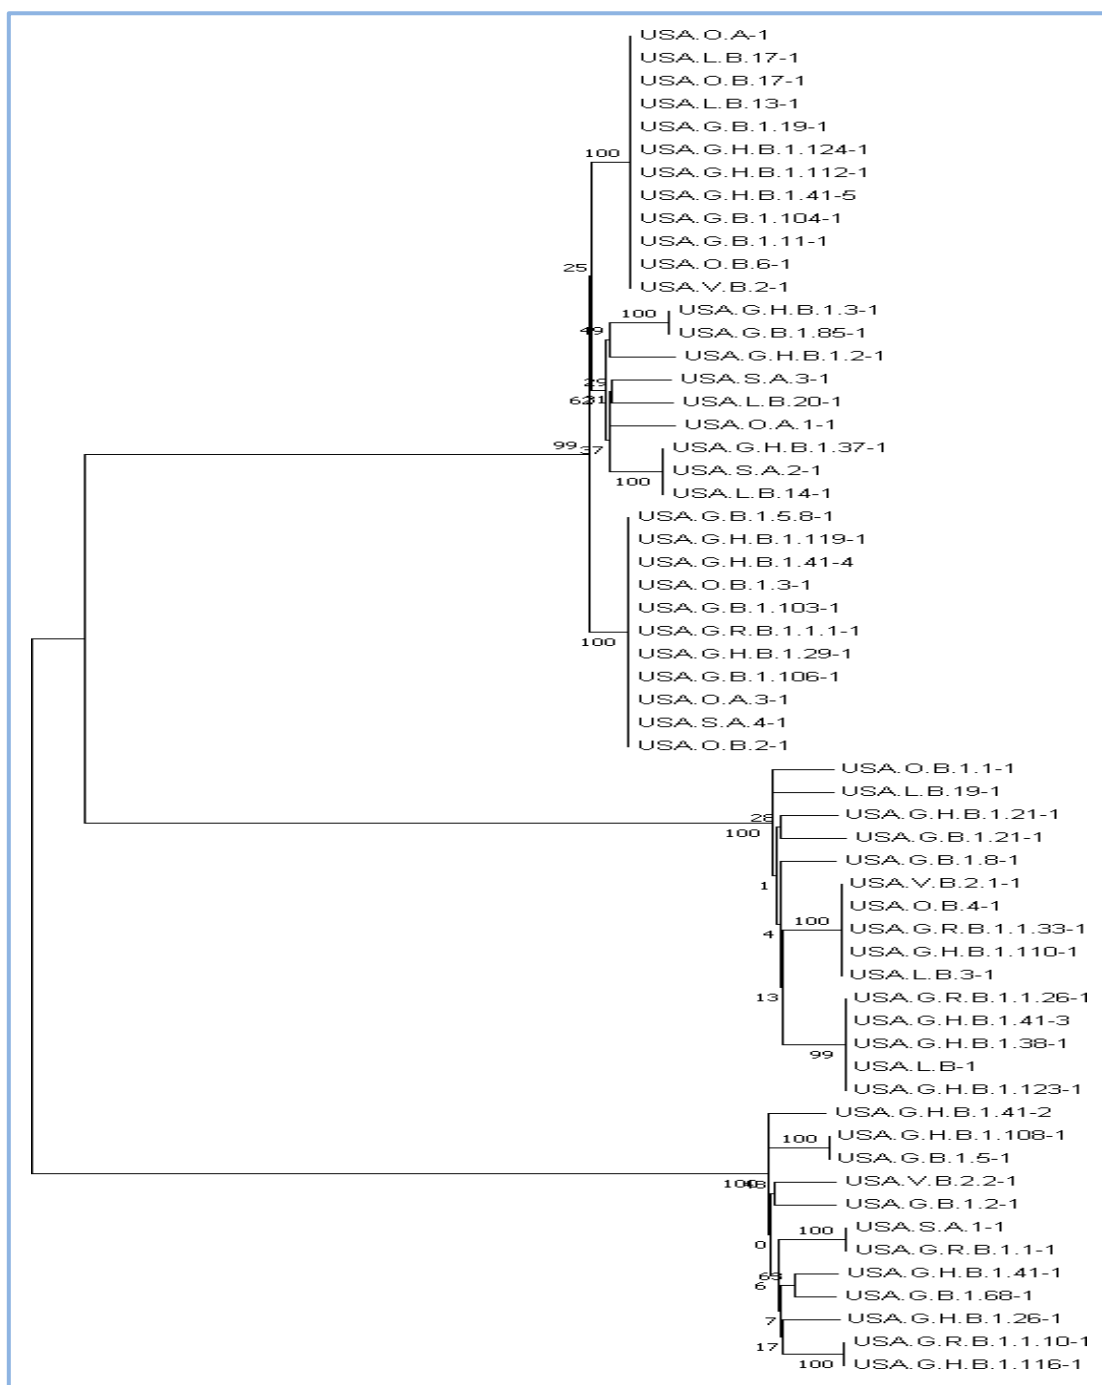 USA.O.A-1
USA.L.B.17-1
USA.O.B.17-1
USA.L.B.13-1
USA.G.B.1.19-1
USA.G.H.B.1.124-1
100
USA.G.H.B.1.112-1
USA.G.H.B.1.41-5
USA.G.B.1.104-1
USA.G.B.1.11-1
USA.O.B.6-1
25
USA.V.B.2-1
USA.G.H.B.1.3-1
100
USA.G.B.1.85-1
49
USA.G.H.B.1.2-1
USA.S.A.3-1
29
USA.L.B.20-1
62
31
USA.O.A.1-1
99
37
USA.G.H.B.1.37-1
USA.S.A.2-1
100
USA.L.B.14-1
USA.G.B.1.5.8-1
USA.G.H.B.1.119-1
USA.G.H.B.1.41-4
USA.O.B.1.3-1
USA.G.B.1.103-1
USA.G.R.B.1.1.1-1
100
USA.G.H.B.1.29-1
USA.G.B.1.106-1
USA.O.A.3-1
USA.S.A.4-1
USA.O.B.2-1
USA.O.B.1.1-1
USA.L.B.19-1
USA.G.H.B.1.21-1
28
100
USA.G.B.1.21-1
USA.G.B.1.8-1
1
USA.V.B.2.1-1
USA.O.B.4-1
100
USA.G.R.B.1.1.33-1
4
USA.G.H.B.1.110-1
USA.L.B.3-1
13
USA.G.R.B.1.1.26-1
USA.G.H.B.1.41-3
USA.G.H.B.1.38-1
99
USA.L.B-1
USA.G.H.B.1.123-1
USA.G.H.B.1.41-2
100
USA.G.H.B.1.108-1
USA.G.B.1.5-1
USA.V.B.2.2-1
100
USA.G.B.1.2-1
USA.S.A.1-1
100
0
USA.G.R.B.1.1-1
USA.G.H.B.1.41-1
6
USA.G.B.1.68-1
USA.G.H.B.1.26-1
7
USA.G.R.B.1.1.10-1
17
100
USA.G.H.B.1.116-1